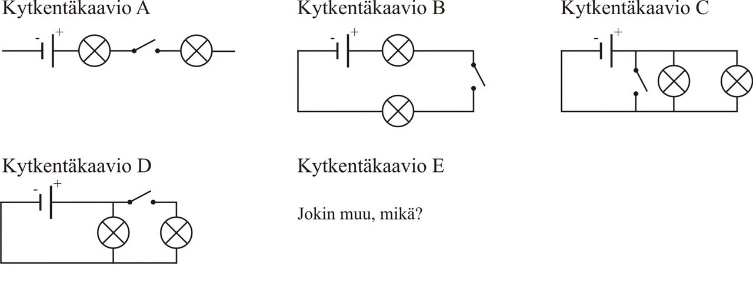 Kytkentäkaavio A
- +
Kytkentäkaavio B
- +
Kytkentäkaavio C
- +
Kytkentäkaavio D
- +
Kytkentäkaavio E
Jokin muu, mikä?